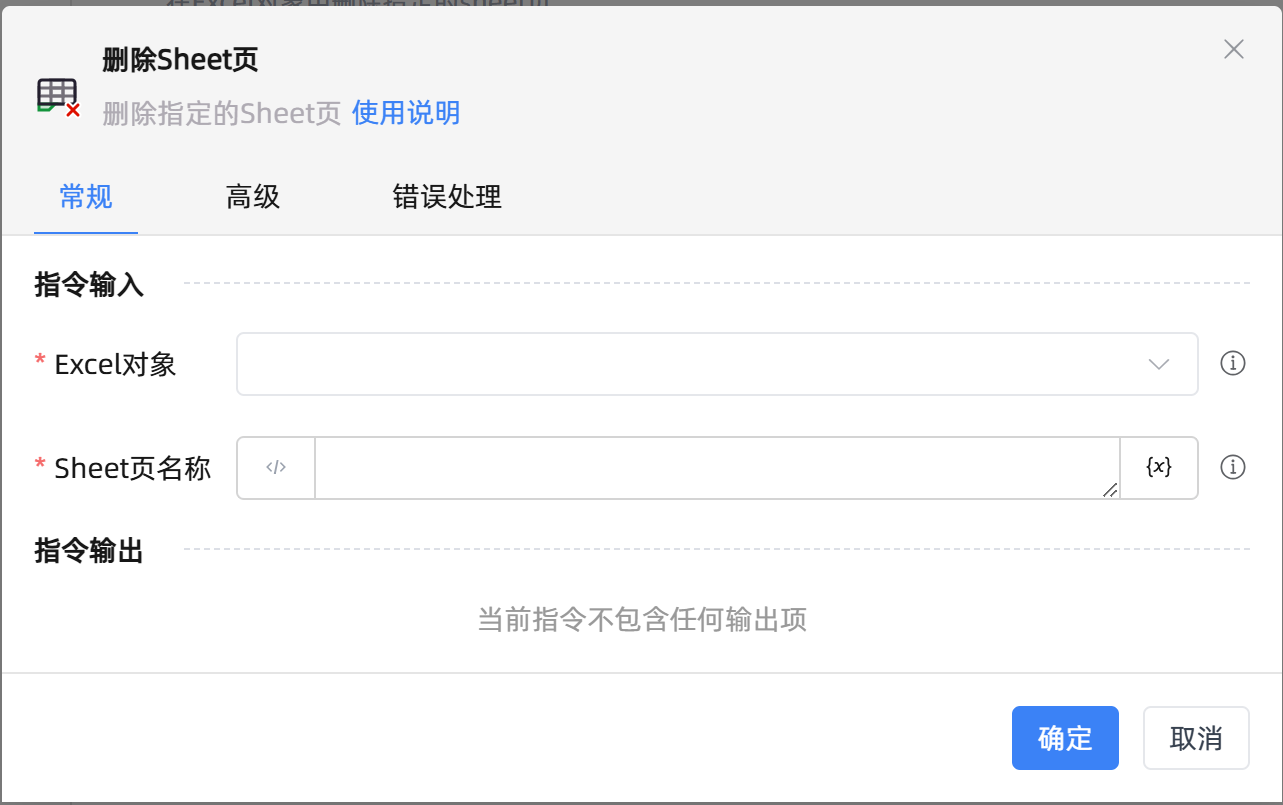 删除Sheet页
删除指定的Sheet页 使用说明
常规 高级 错误处理
指令输入
* Excel对象
* Sheet页名称 </> {x}
指令输出
当前指令不包含任何输出项
确定 取消